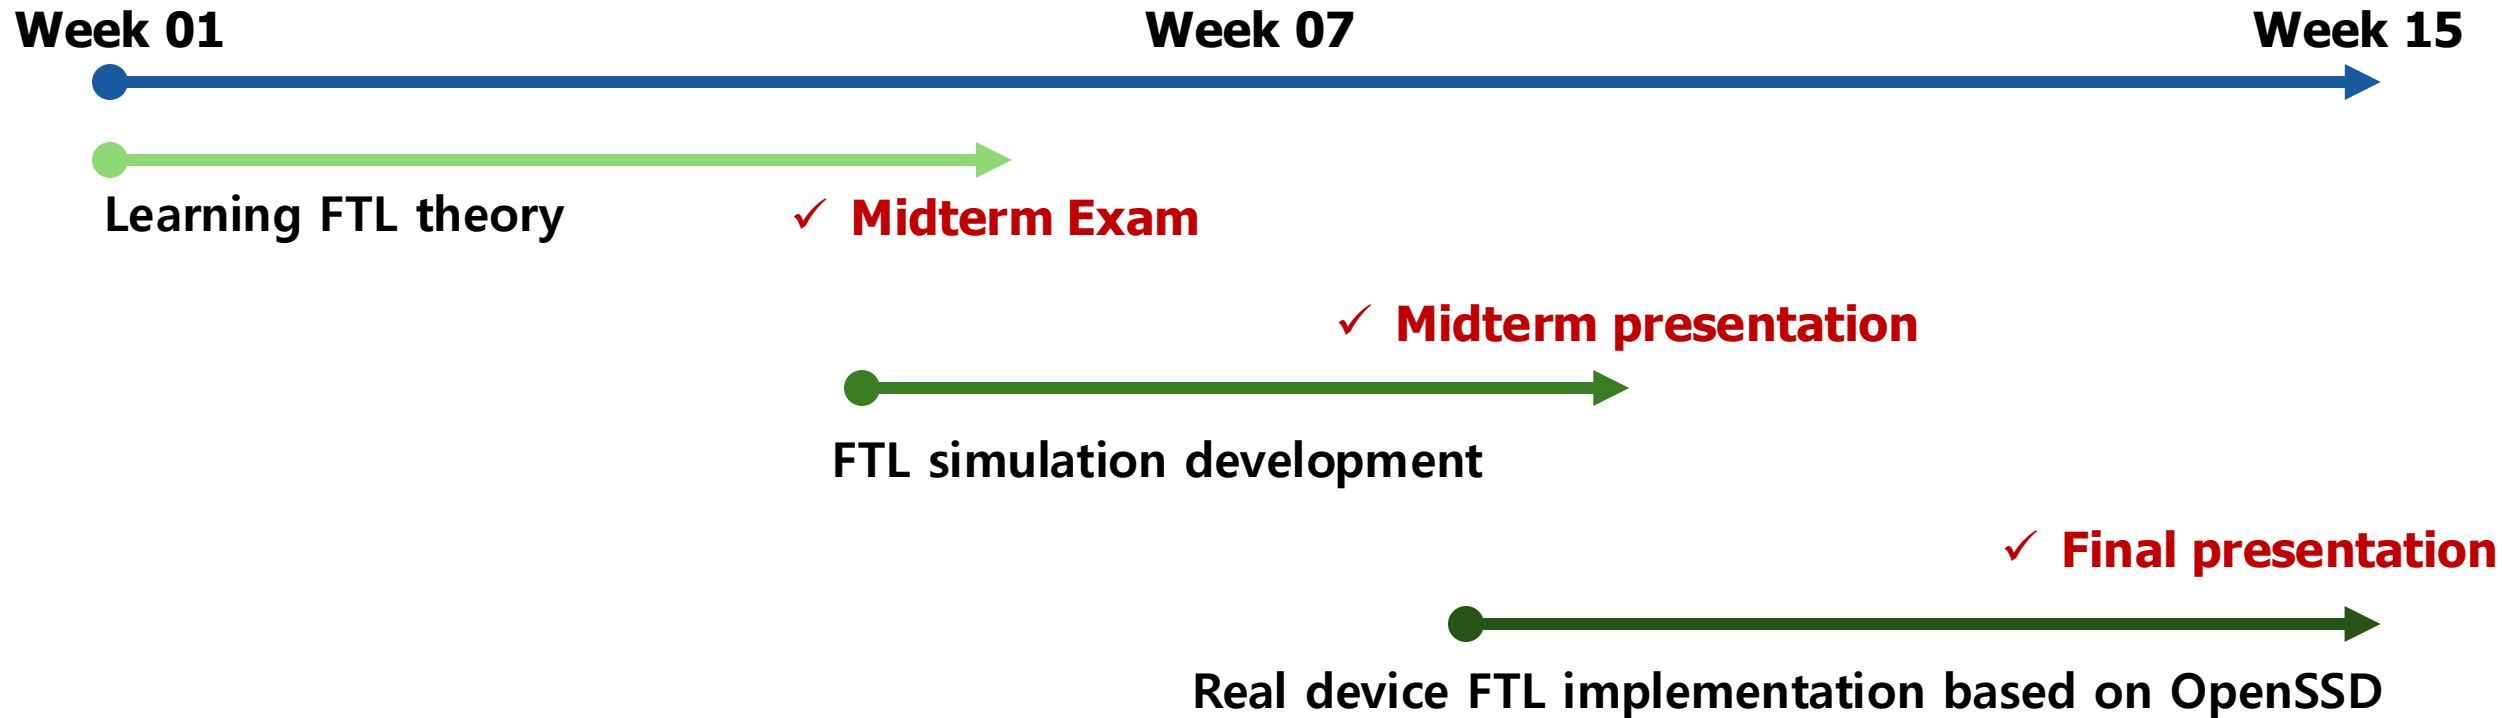 Week 01 Week 07 Week 15
Learning FTL theory
✓ Midterm Exam
✓ Midterm presentation
FTL simulation development
✓ Final presentation
Real device FTL implementation based on OpenSSD